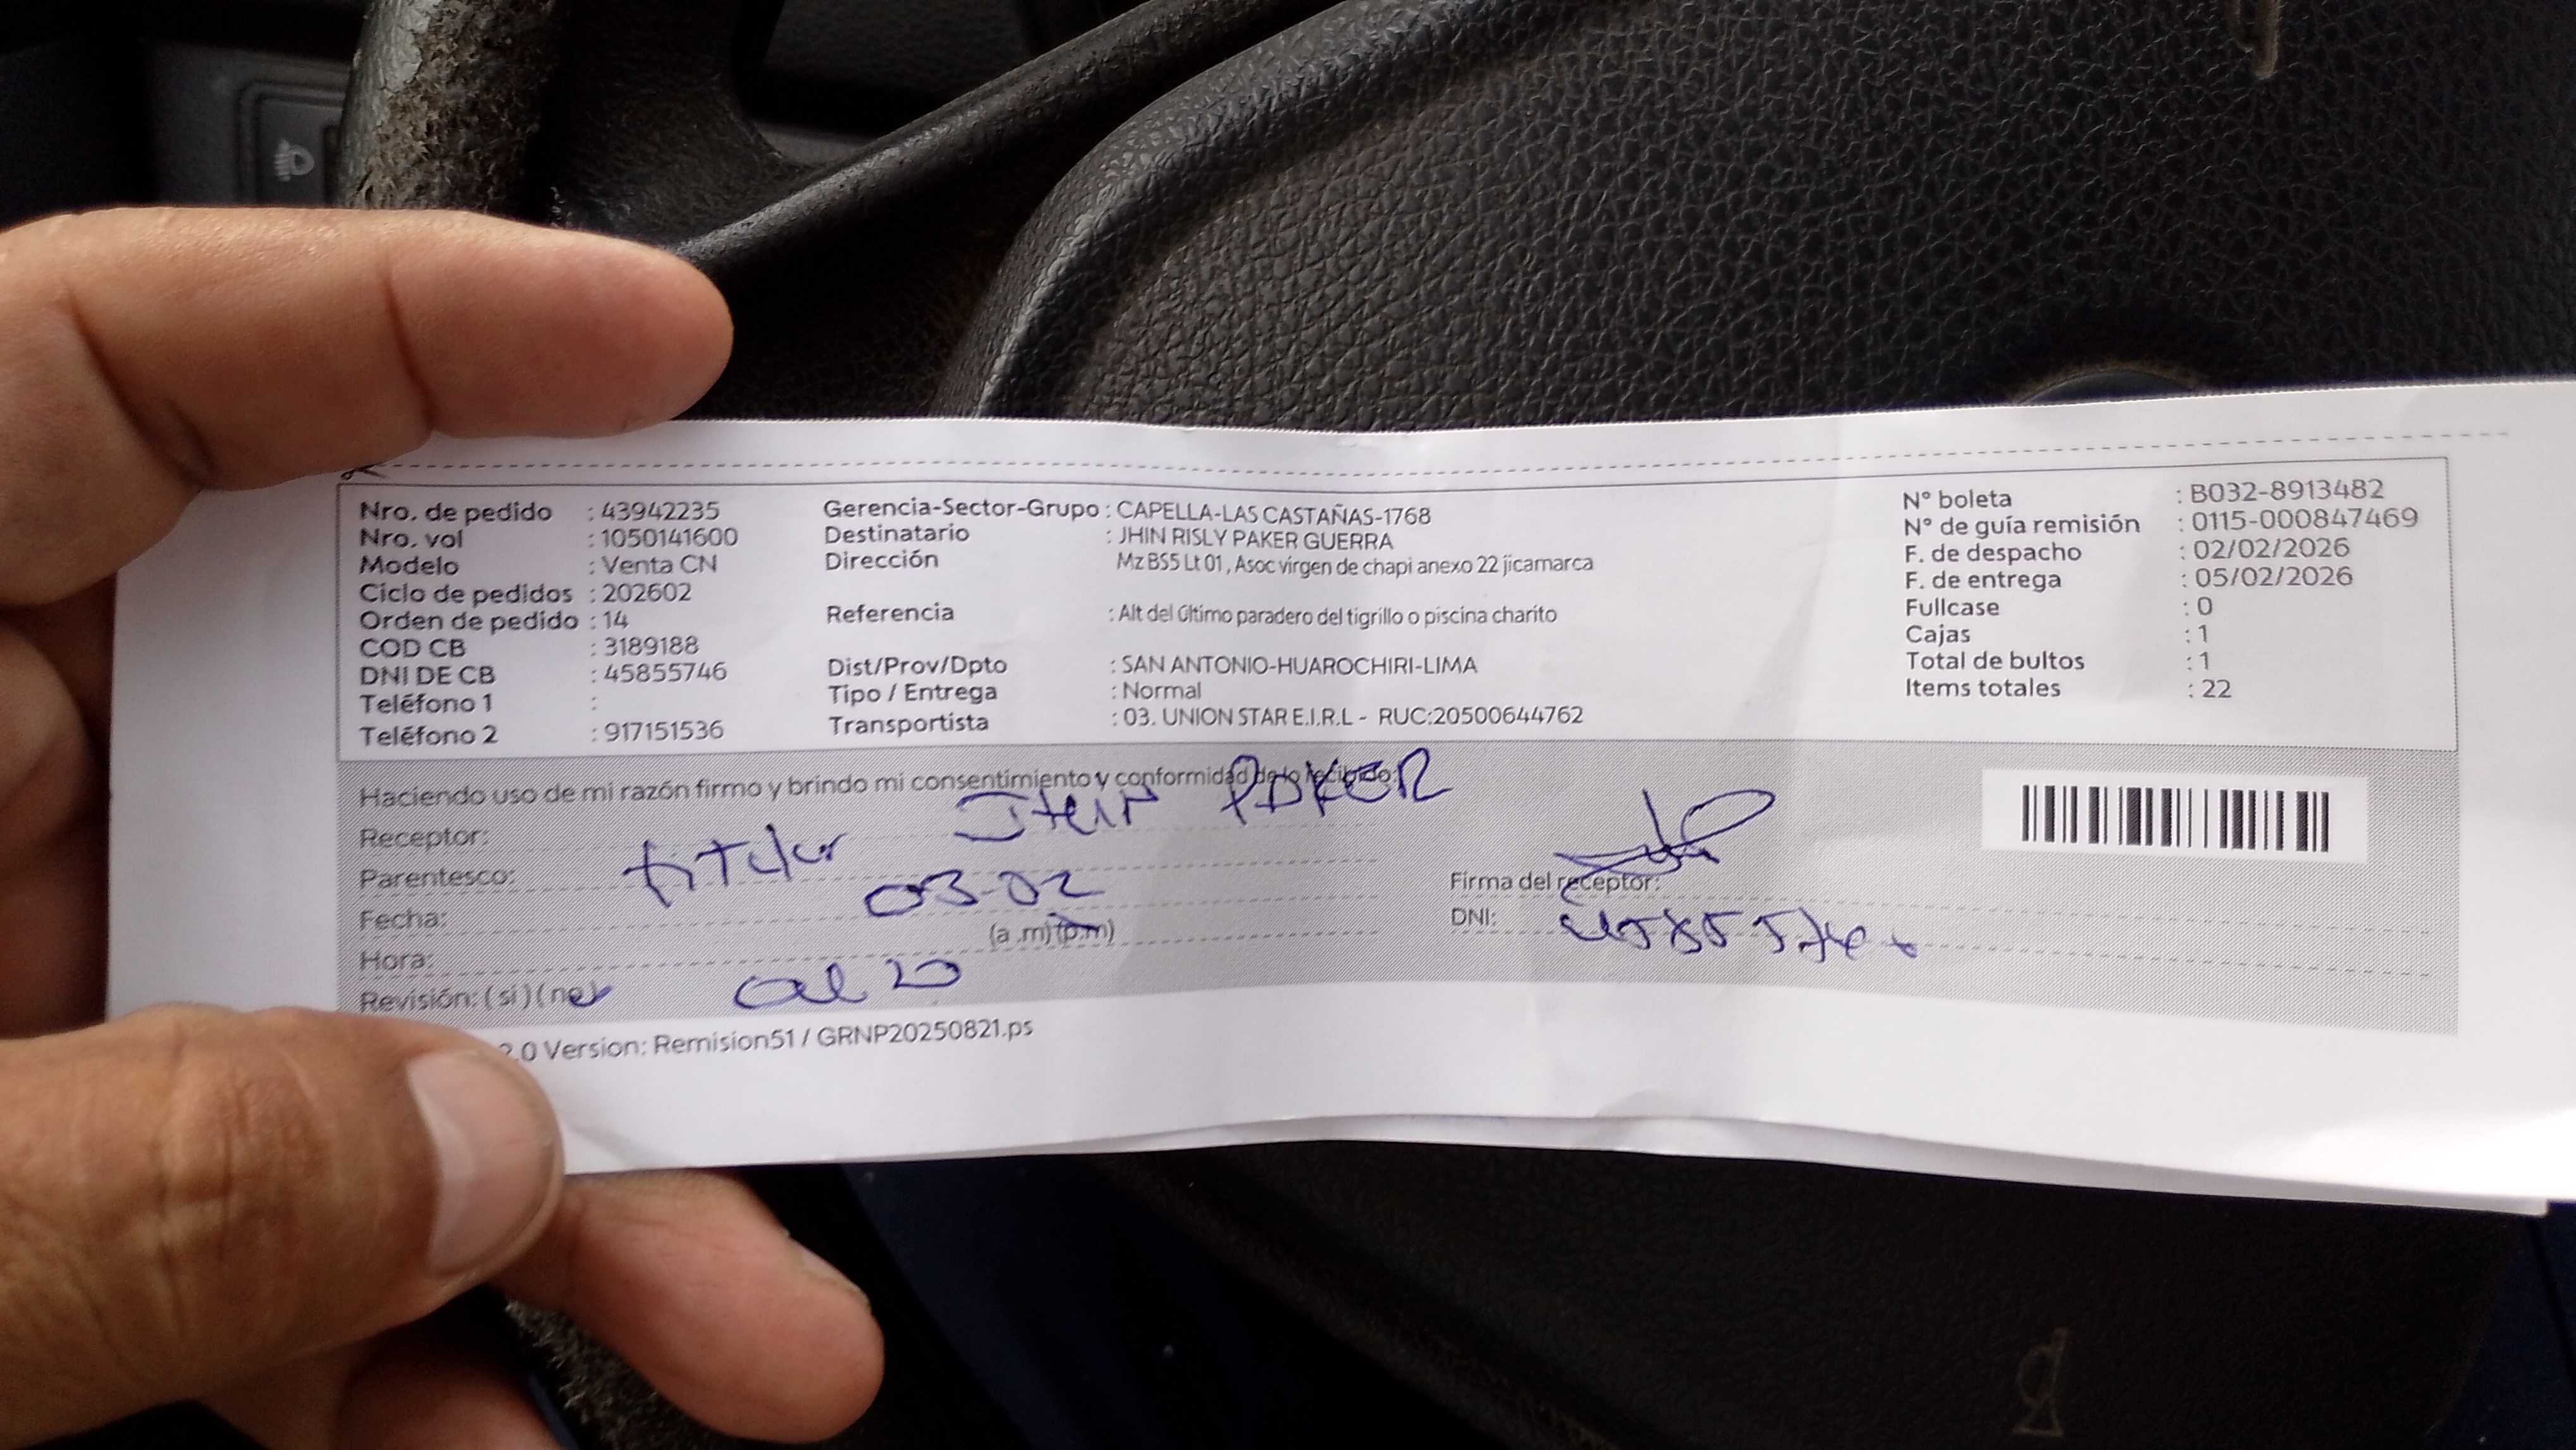 Nro. de pedido : 43942235
Nro. vol : 1050141600
Modelo : Venta CN
Ciclo de pedidos : 202602
Orden de pedido : 14
COD CB : 3189188
DNI DE CB : 45855746
Teléfono 1 :
Teléfono 2 : 917151536
Gerencia-Sector-Grupo : CAPELLA-LAS CASTAÑAS-1768
Destinatario : JHIN RISLY PAKER GUERRA
Dirección Mz BS5 Lt 01 , Asoc virgen de chapi anexo 22 jicamarca
Referencia : Alt del último paradero del tigrillo o piscina charito
Dist/Prov/Dpto : SAN ANTONIO-HUAROCHIRI-LIMA
Tipo / Entrega : Normal
Transportista : 03. UNION STAR E.I.R.L - RUC:20500644762
N° boleta : B032-8913482
N° de guía remisión : 0115-000847469
F. de despacho : 02/02/2026
F. de entrega : 05/02/2026
Fullcase : 0
Cajas : 1
Total de bultos : 1
Items totales : 22
Haciendo uso de mi razón firmo y brindo mi consentimiento y conformidad de lo recibido:
Receptor: JHIN PAKER
Parentesco: titular
Fecha: 03-02
(a .m) (p.m)
Hora:
Revisión: ( si ) ( no )
Firma del receptor:
DNI:
2.0 Version: Remision51 / GRNP20250821.ps